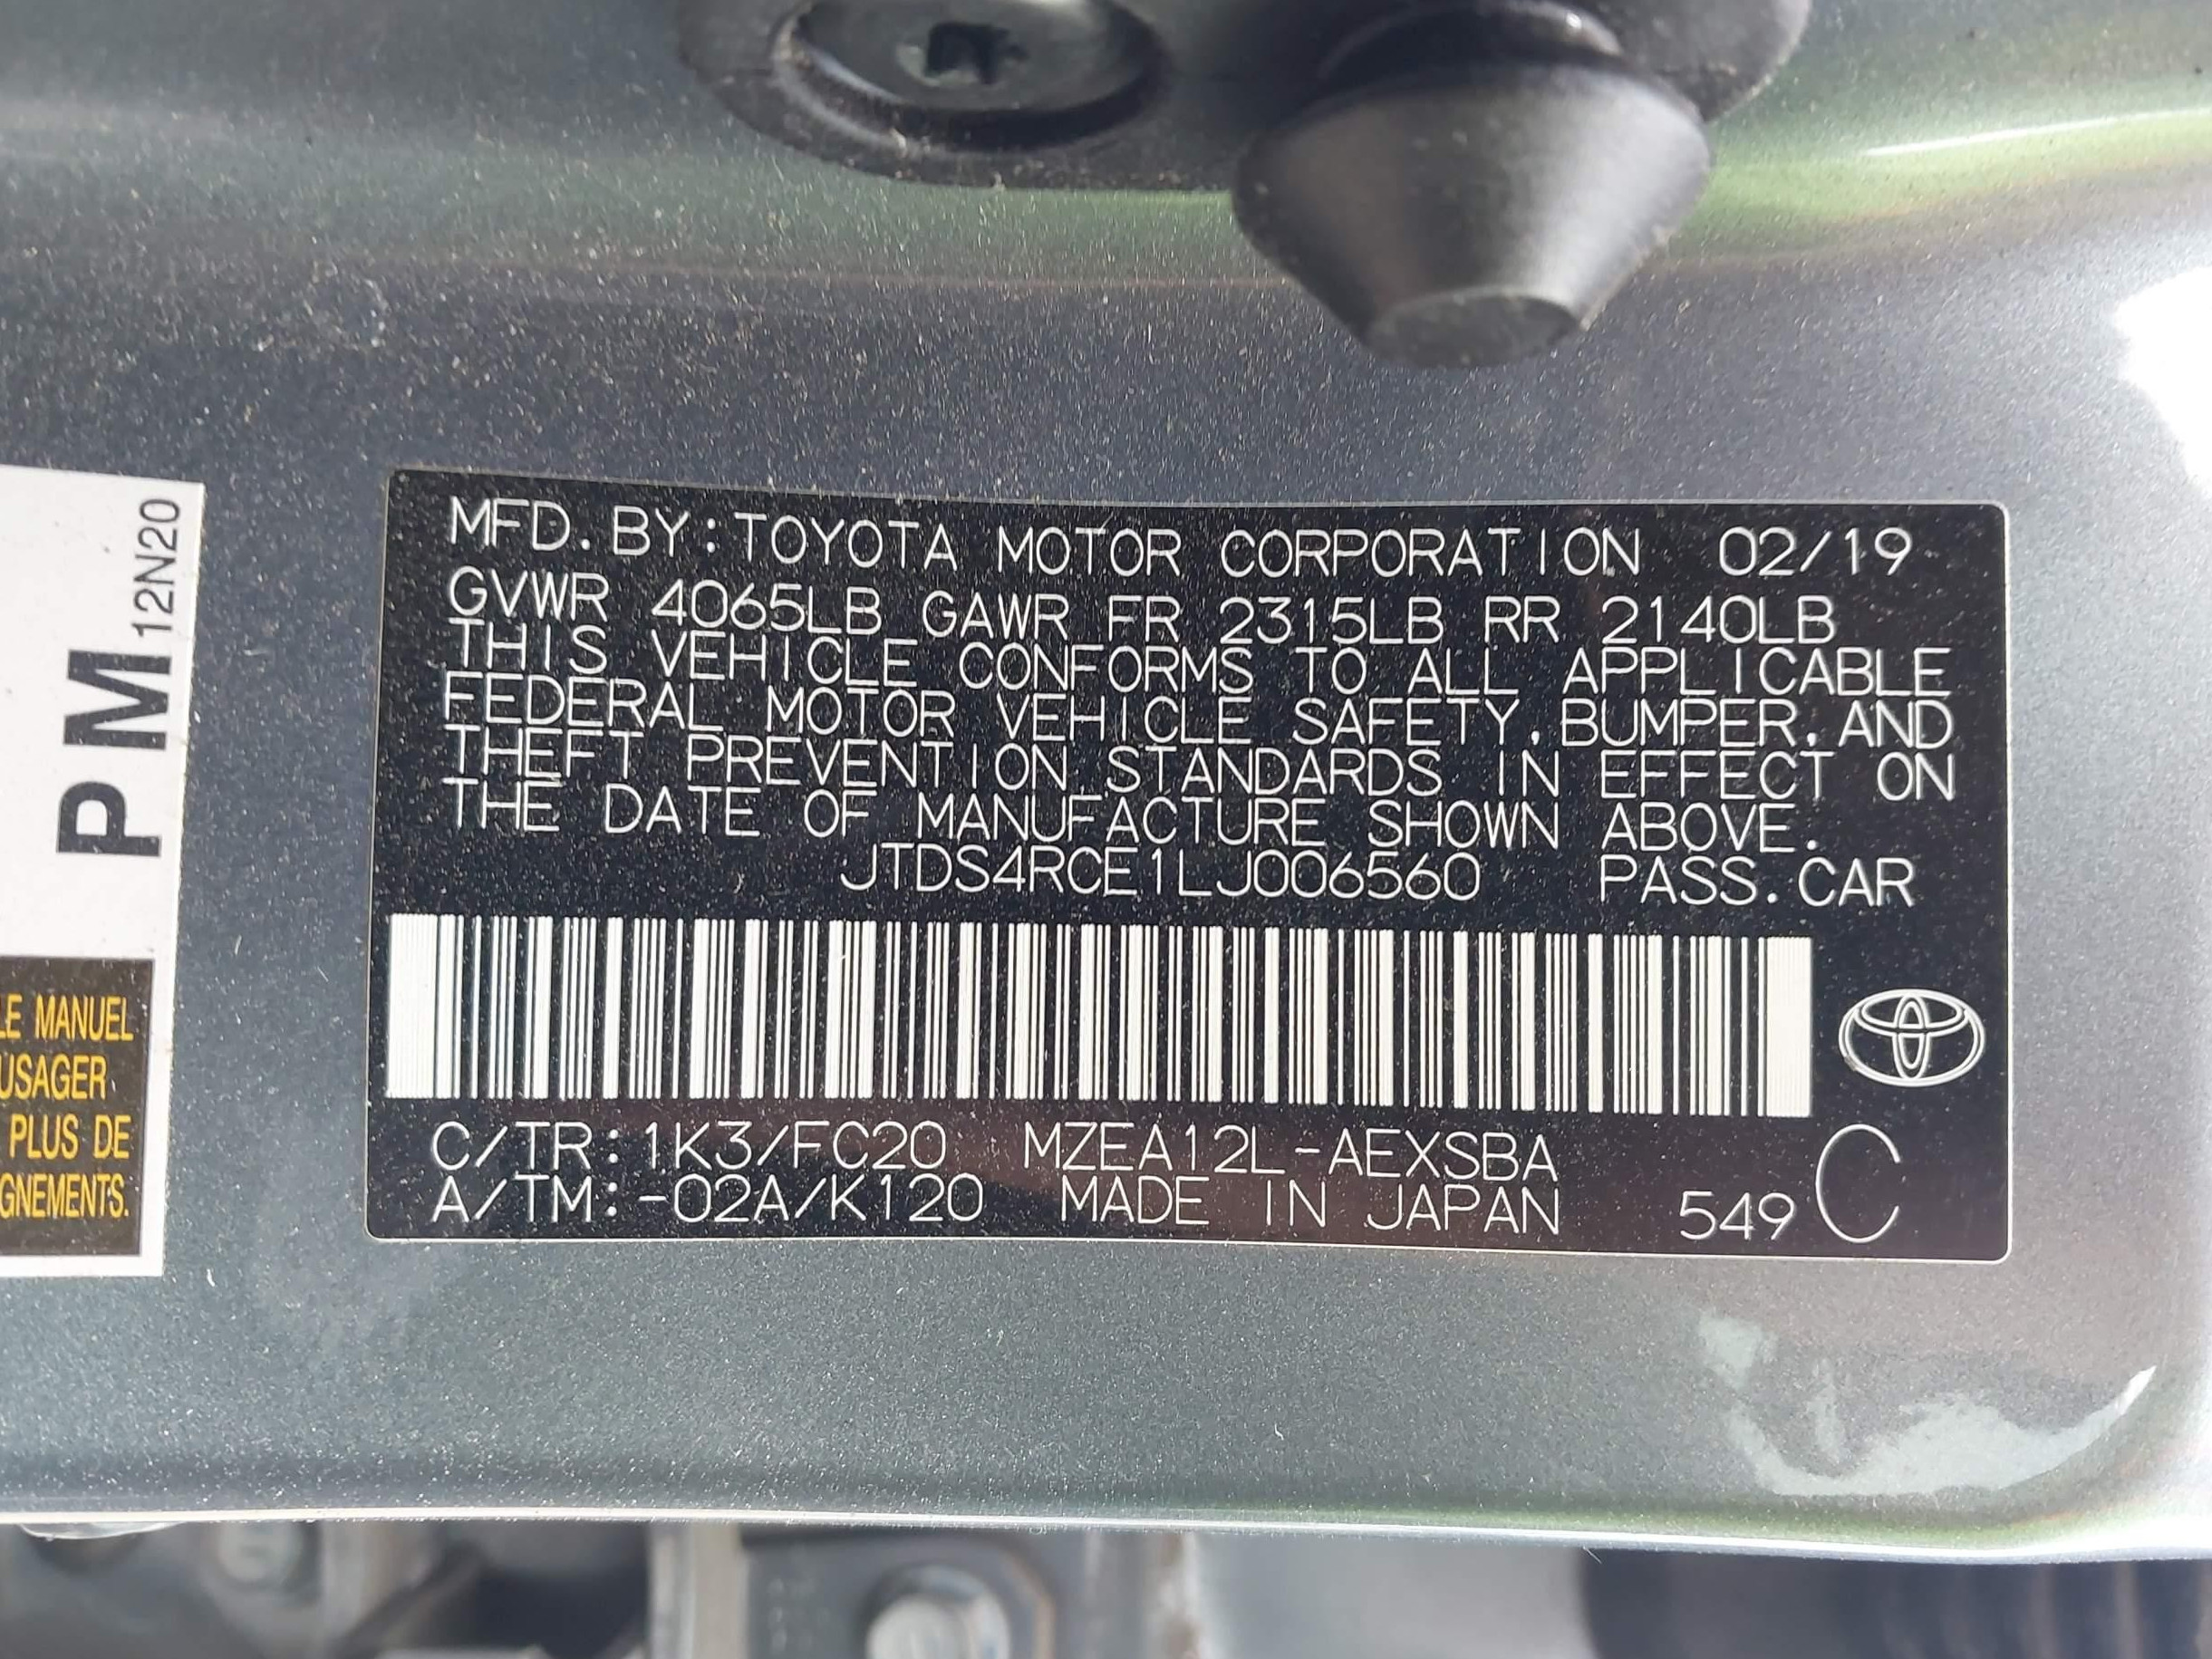 12N20
P M
LE MANUEL
USAGER
PLUS DE
GNEMENTS.
MFD. BY: TOYOTA MOTOR CORPORATION 02/19
GVWR 4065LB GAWR FR 2315LB RR 2140LB
THIS VEHICLE CONFORMS TO ALL APPLICABLE
FEDERAL MOTOR VEHICLE SAFETY, BUMPER, AND
THEFT PREVENTION STANDARDS IN EFFECT ON
THE DATE OF MANUFACTURE SHOWN ABOVE.
JTDS4RCE1LJ006560 PASS. CAR
C/TR: 1K3/FC20 MZEA12L-AEXSBA
A/TM: -02A/K120 MADE IN JAPAN 549 C